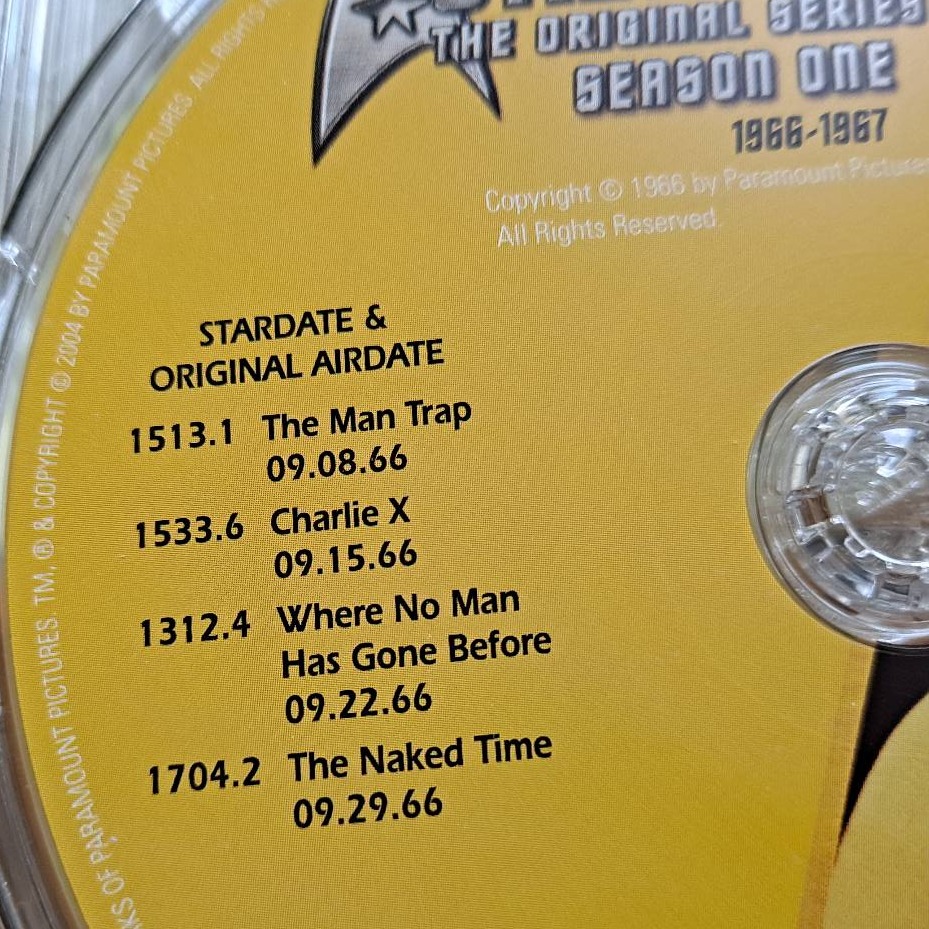 THE ORIGINAL SERIES
SEASON ONE
1966-1967
Copyright © 1966 by Paramount Pictures
All Rights Reserved.
STARDATE &
ORIGINAL AIRDATE
1513.1 The Man Trap
09.08.66
1533.6 Charlie X
09.15.66
1312.4 Where No Man
Has Gone Before
09.22.66
1704.2 The Naked Time
09.29.66
OF PARAMOUNT PICTURES. TM, ® & COPYRIGHT © 2004 BY PARAMOUNT PICTURES. ALL RIGHTS